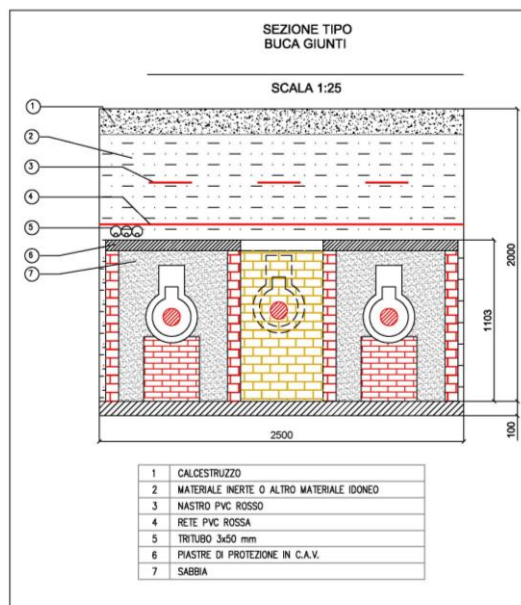 SEZIONE TIPO
BUCA GIUNTI
SCALA 1:25
1
2
3
4
5
6
7
2000
1103
100
2500
1 CALCESTRUZZO
2 MATERIALE INERTE O ALTRO MATERIALE IDONEO
3 NASTRO PVC ROSSO
4 RETE PVC ROSSA
5 TRITUBO 3x50 mm
6 PIASTRE DI PROTEZIONE IN C.A.V.
7 SABBIA